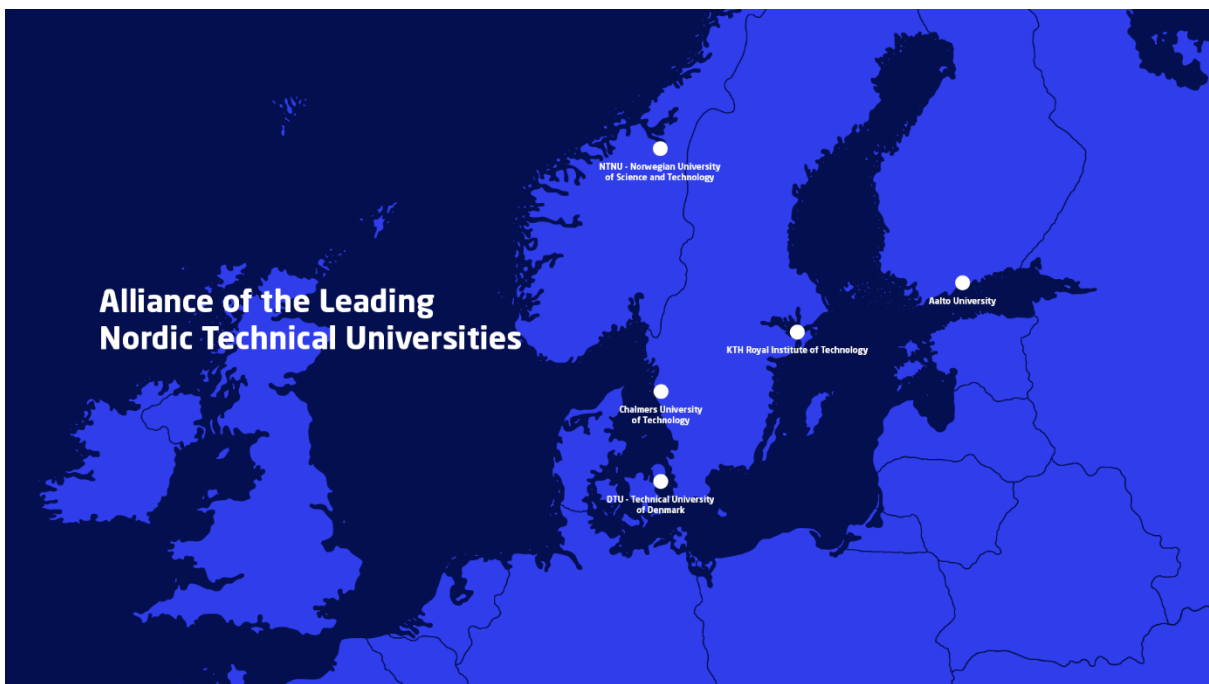 Alliance of the Leading
Nordic Technical Universities
NTNU - Norwegian University
of Science and Technology
Aalto University
KTH Royal Institute of Technology
Chalmers University
of Technology
DTU - Technical University
of Denmark